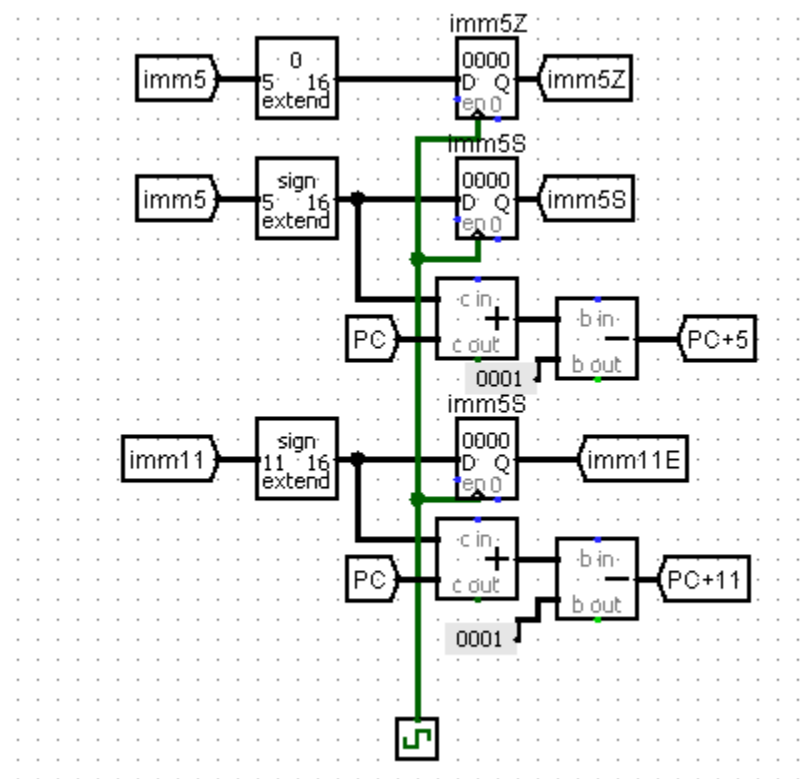 imm5Z
imm5
0
5 16
extend
0000
D Q
en 0
imm5Z
imm5S
imm5
sign
5 16
extend
0000
D Q
en 0
imm5S
PC
c in
+
c out
b in
−
b out
PC+5
0001
imm5S
imm11
sign
11 16
extend
0000
D Q
en 0
imm11E
PC
c in
+
c out
b in
−
b out
PC+11
0001